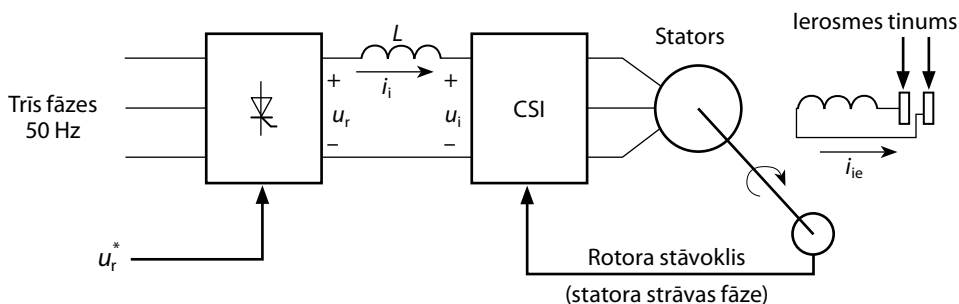 Ierosmes tinums
L
Stators
Trīs fāzes
50 Hz
+
+
i_i
u_r
u_i
CSI
−
−
i_ie
u_r^*
Rotora stāvoklis
(statora strāvas fāze)